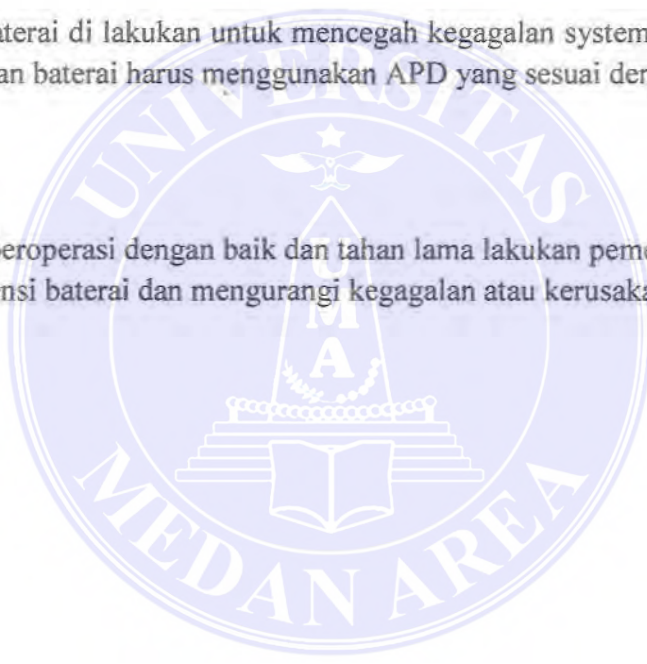 aterai di lakukan untuk mencegah kegagalan system
an baterai harus menggunakan APD yang sesuai der
beroperasi dengan baik dan tahan lama lakukan peme
nsi baterai dan mengurangi kegagalan atau kerusaka
UNIVERSITAS
U
M
A
MEDAN AREA